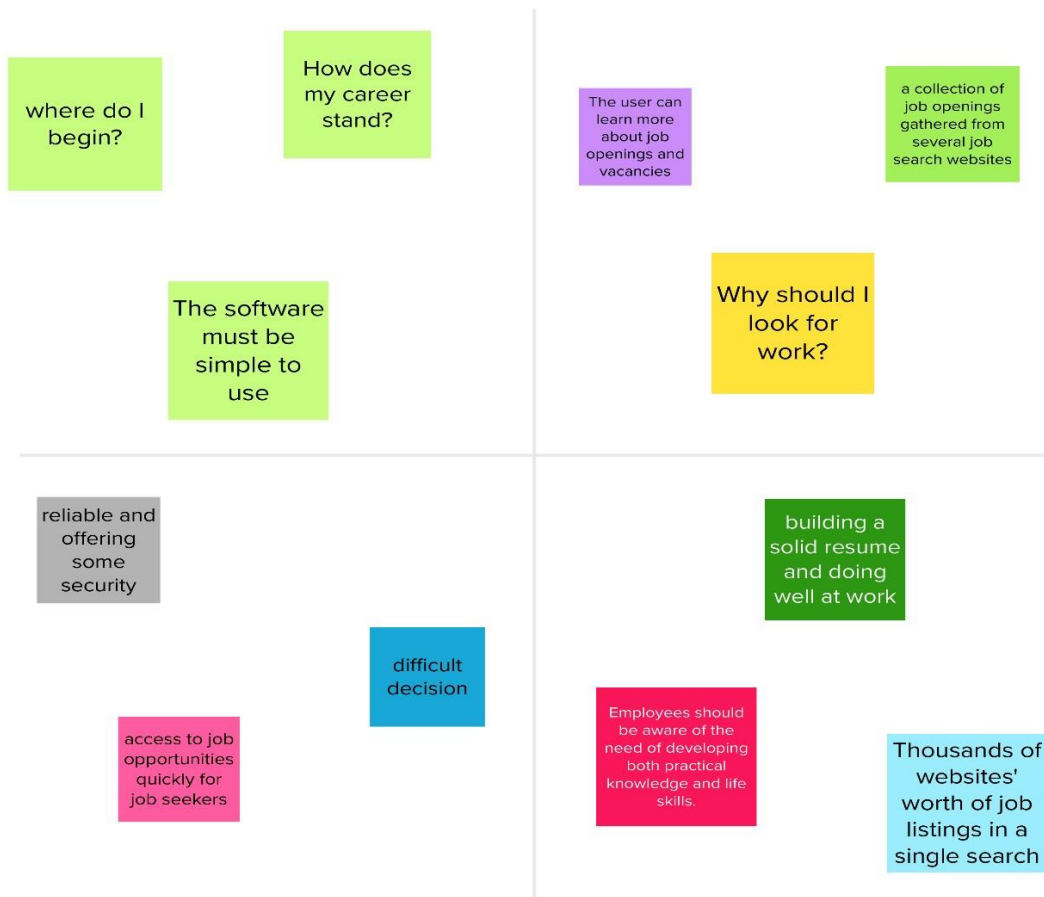 where do I
begin?
How does
my career
stand?
The software
must be
simple to
use
The user can
learn more
about job
openings and
vacancies
a collection of
job openings
gathered from
several job
search websites
Why should I
look for
work?
reliable and
offering
some
security
difficult
decision
access to job
opportunities
quickly for
job seekers
building a
solid resume
and doing
well at work
Employees should
be aware of the
need of developing
both practical
knowledge and life
skills.
Thousands of
websites'
worth of job
listings in a
single search